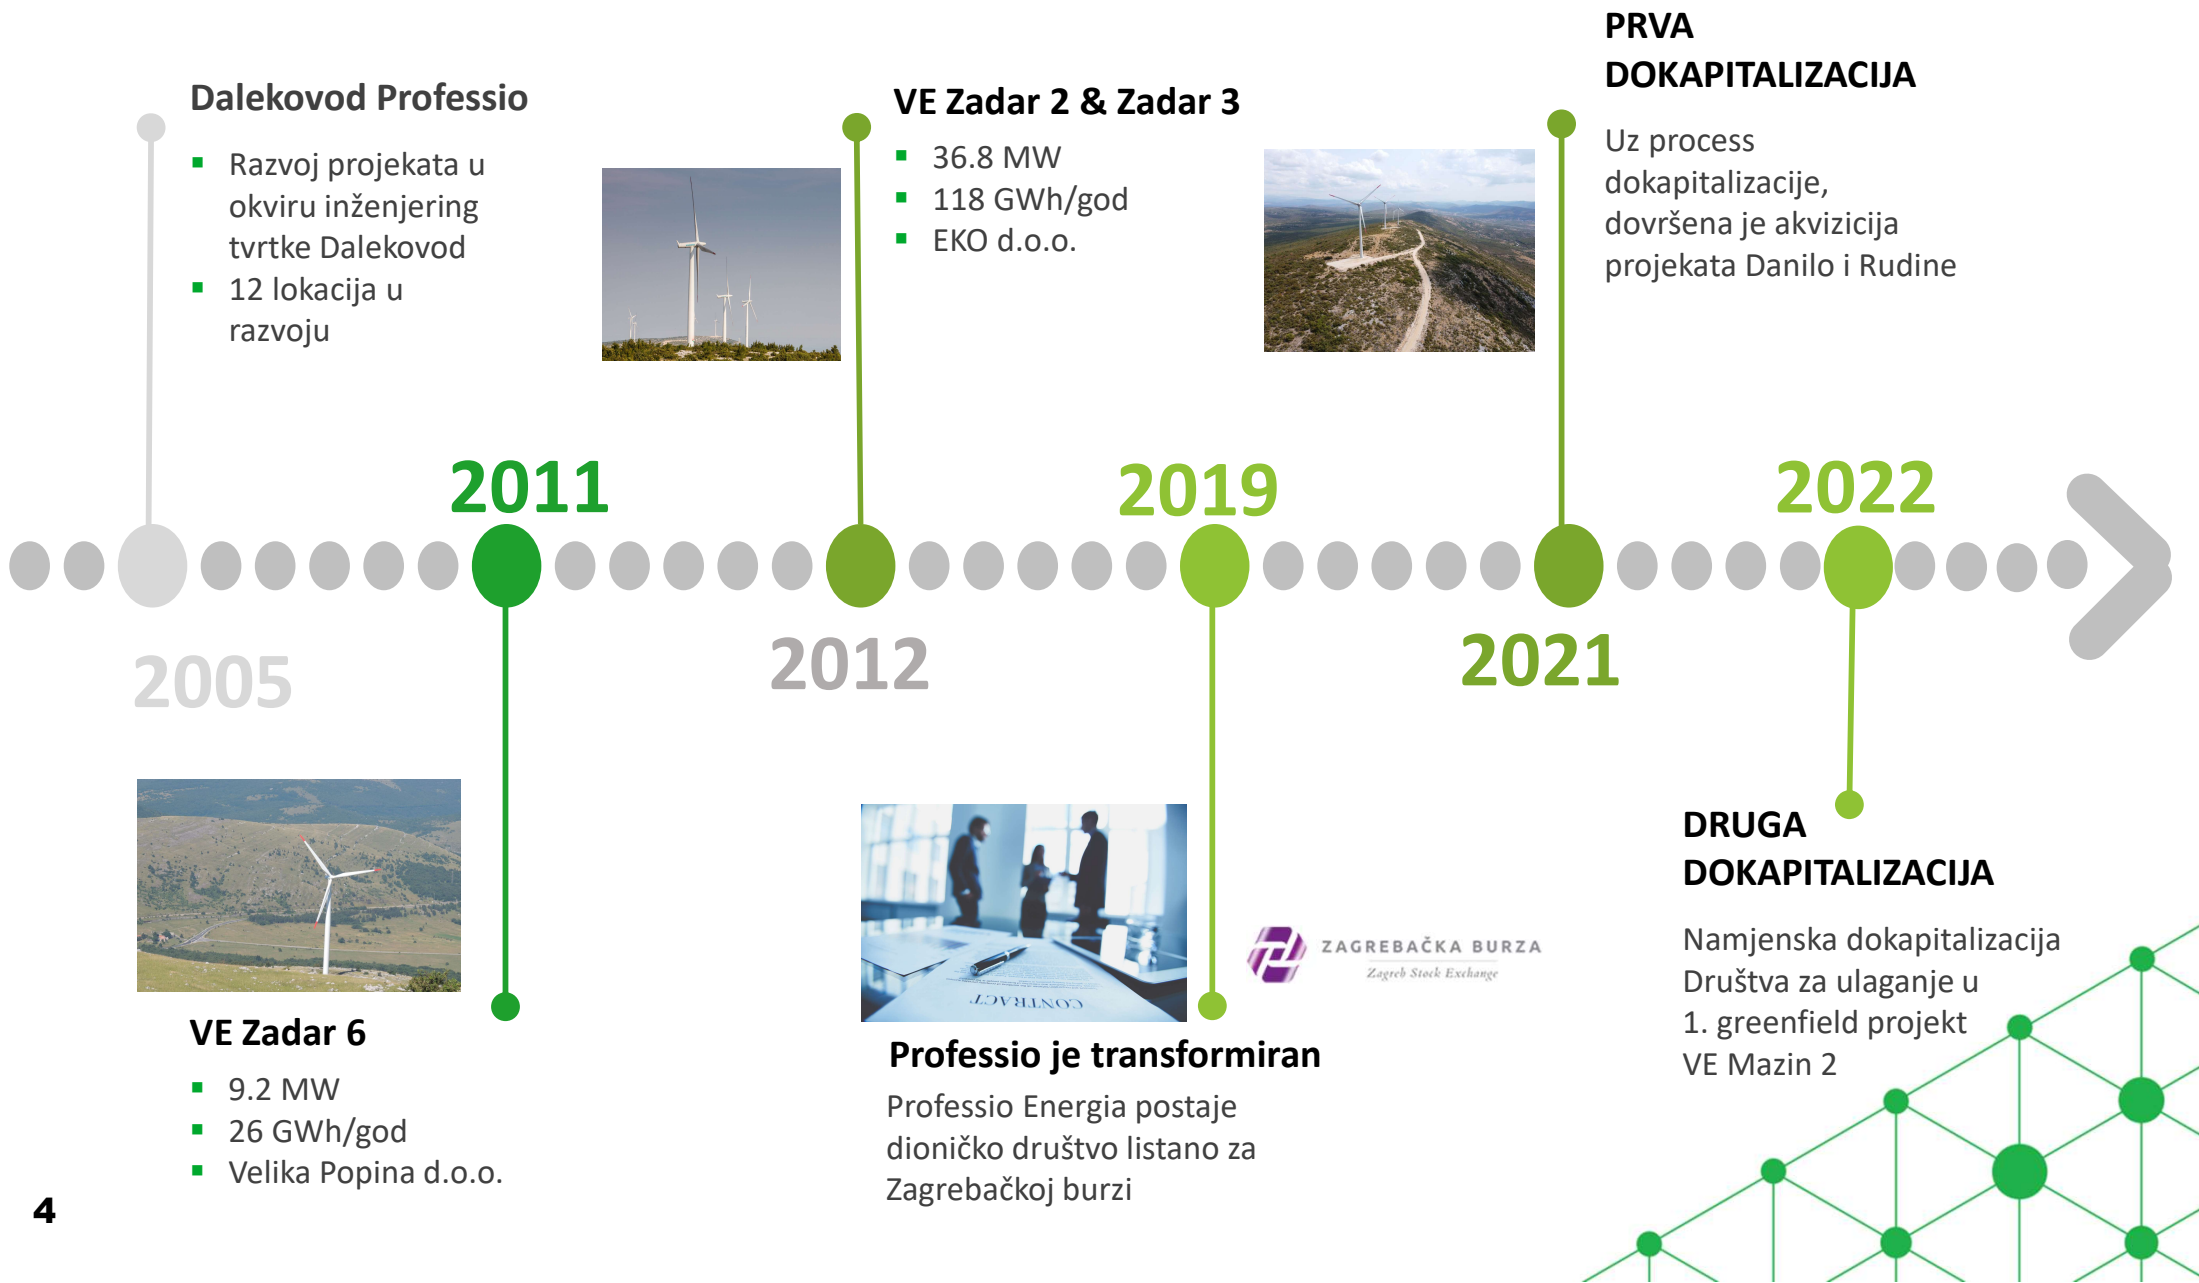 Dalekovod Professio
▪ Razvoj projekata u
okviru inženjering
tvrtke Dalekovod
▪ 12 lokacija u
razvoju
2005
2011
VE Zadar 6
▪ 9.2 MW
▪ 26 GWh/god
▪ Velika Popina d.o.o.
VE Zadar 2 & Zadar 3
▪ 36.8 MW
▪ 118 GWh/god
▪ EKO d.o.o.
2012
2019
CONTRACT
ZAGREBAČKA BURZA
Zagreb Stock Exchange
Professio je transformiran
Professio Energia postaje
dioničko društvo listano za
Zagrebačkoj burzi
PRVA
DOKAPITALIZACIJA
Uz process
dokapitalizacije,
dovršena je akvizicija
projekata Danilo i Rudine
2021
2022
DRUGA
DOKAPITALIZACIJA
Namjenska dokapitalizacija
Društva za ulaganje u
1. greenfield projekt
VE Mazin 2
4